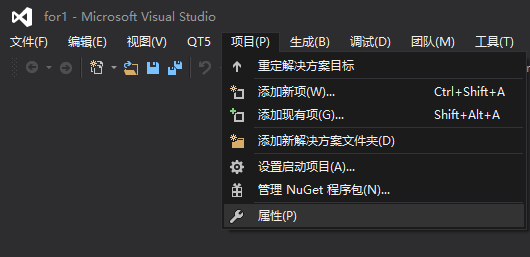 for1 - Microsoft Visual Studio
文件(F) 编辑(E) 视图(V) QT5 项目(P) 生成(B) 调试(D) 团队(M) 工具(T)
重定解决方案目标
添加新项(W)... Ctrl+Shift+A
添加现有项(G)... Shift+Alt+A
添加新解决方案文件夹(D)
设置启动项目(A)...
管理 NuGet 程序包(N)...
属性(P)